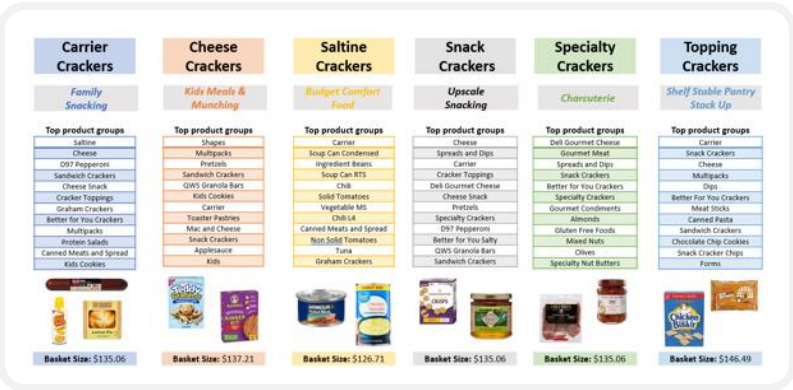 Carrier
Crackers
Family
Snacking
Top product groups
Saltine
Cheese
D97 Pepperoni
Sandwich Crackers
Cheese Snack
Cracker Toppings
Graham Crackers
Better for You Crackers
Multipacks
Protein Salads
Canned Meats and Spread
Kids Cookies
Basket Size: $135.06
Cheese
Crackers
Kids Meals &
Munching
Top product groups
Shapes
Multipacks
Pretzels
Sandwich Crackers
QWS Granola Bars
Kids Cookies
Carrier
Toaster Pastries
Mac and Cheese
Snack Crackers
Applesauce
Kids
Teddy
Basket Size: $137.21
Saltine
Crackers
Budget Comfort
Food
Top product groups
Carrier
Soup Can Condensed
Ingredient Beans
Soup Can RTS
Chili
Solid Tomatoes
Vegetable MS
Chili L4
Canned Meats and Spread
Non Solid Tomatoes
Tuna
Graham Crackers
ARMOUR
Basket Size: $126.71
Snack
Crackers
Upscale
Snacking
Top product groups
Cheese
Spreads and Dips
Carrier
Cracker Toppings
Deli Gourmet Cheese
Cheese Snack
Pretzels
Specialty Crackers
D97 Pepperoni
Better for You Salty
QWS Granola Bars
Sandwich Crackers
CRISPS
Basket Size: $135.06
Specialty
Crackers
Charcuterie
Top product groups
Deli Gourmet Cheese
Gourmet Meat
Spreads and Dips
Snack Crackers
Better for You Crackers
Specialty Crackers
Gourmet Condiments
Almonds
Gluten Free Foods
Mixed Nuts
Olives
Specialty Nut Butters
Basket Size: $135.06
Topping
Crackers
Shelf Stable Pantry
Stock Up
Top product groups
Carrier
Snack Crackers
Cheese
Multipacks
Dips
Better For You Crackers
Meat Sticks
Canned Pasta
Sandwich Crackers
Chocolate Chip Cookies
Snack Cracker Chips
Forms
Chicken
Biskit
Basket Size: $146.49